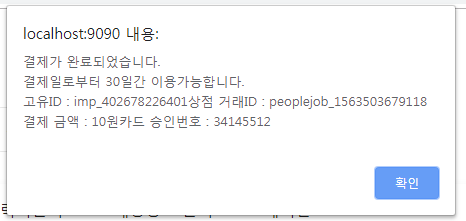 localhost:9090 내용:
결제가 완료되었습니다.
결제일로부터 30일간 이용가능합니다.
고유ID : imp_402678226401상점 거래ID : peoplejob_1563503679118
결제 금액 : 10원카드 승인번호 : 34145512
확인